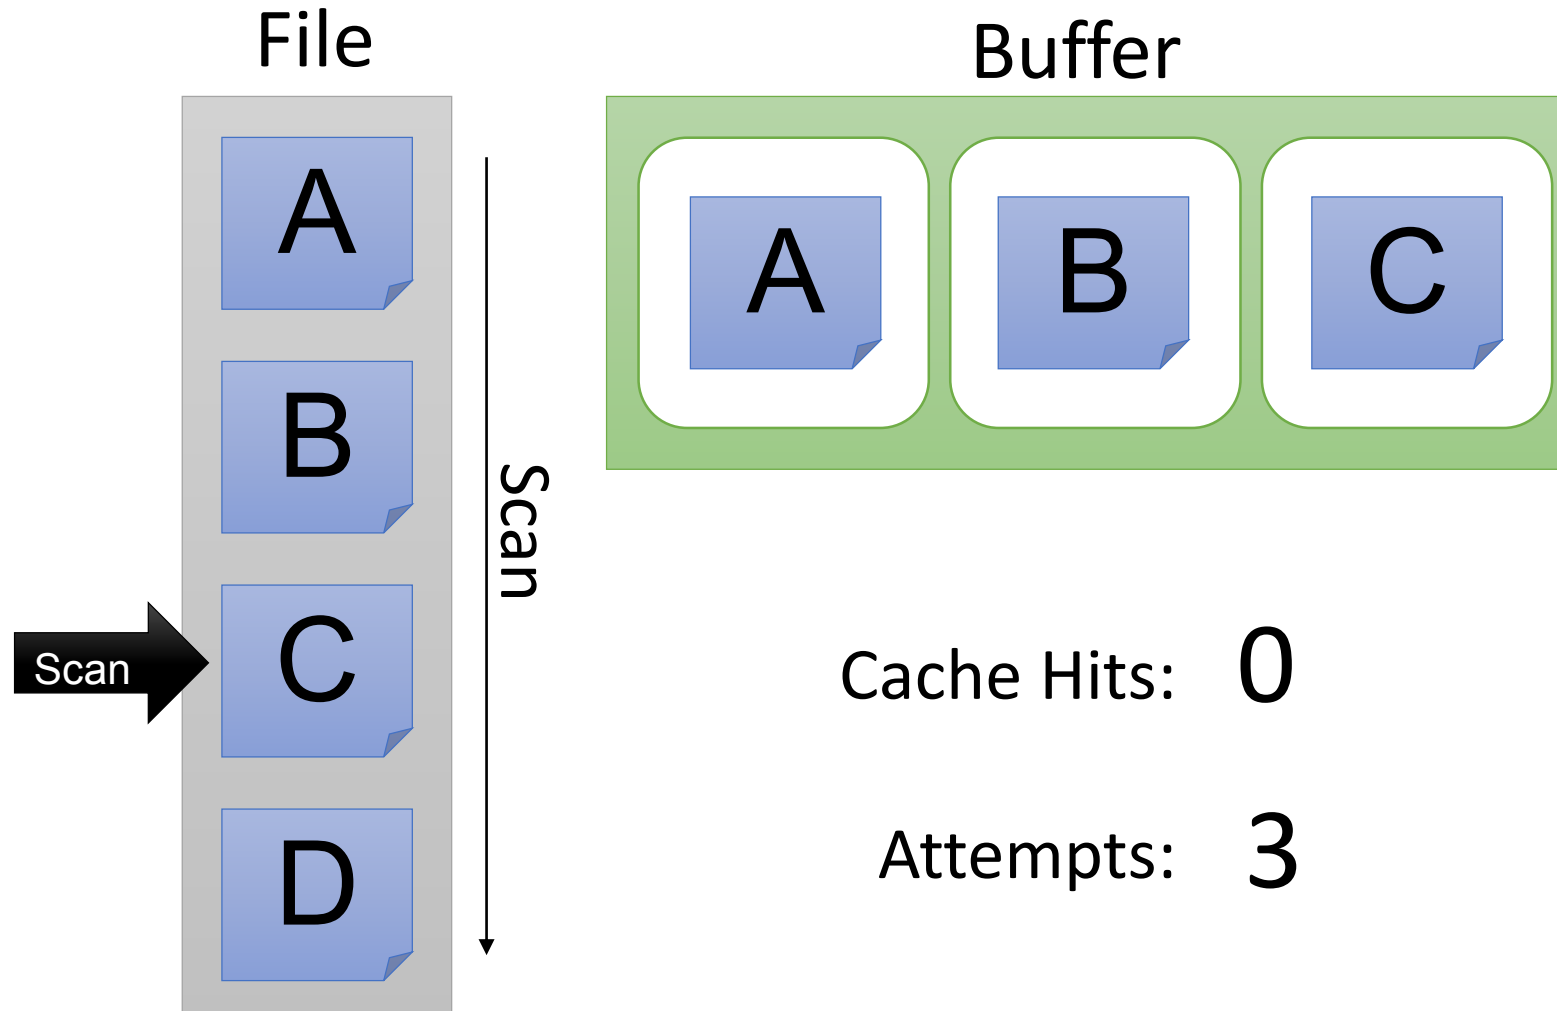 File
A
B
C
D
Scan
Scan
Buffer
A
B
C
Cache Hits: 0
Attempts: 3